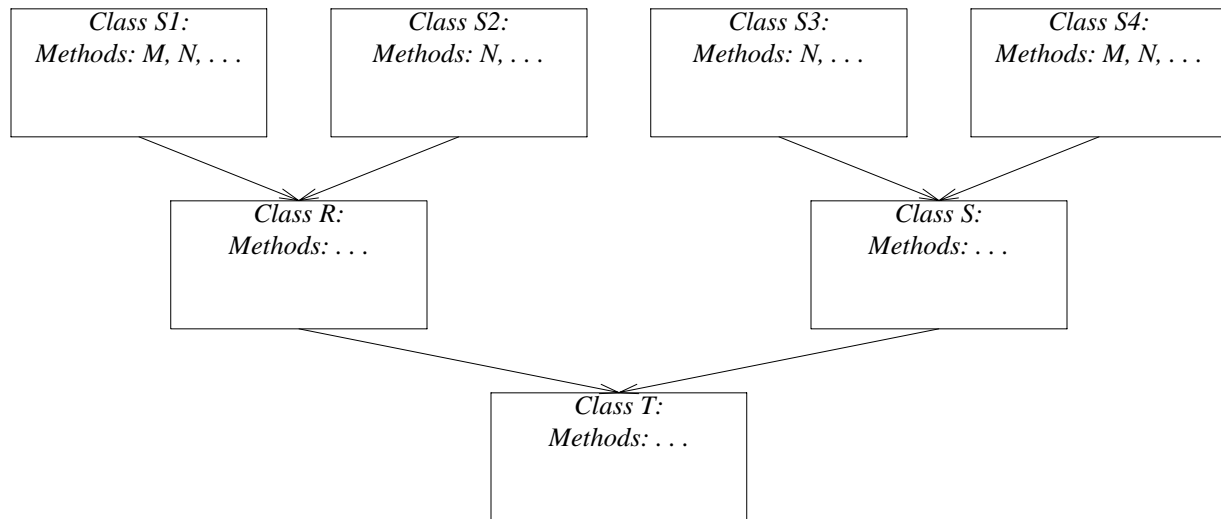 Class S1:
Methods: M, N, . . .
Class S2:
Methods: N, . . .
Class S3:
Methods: N, . . .
Class S4:
Methods: M, N, . . .
Class R:
Methods: . . .
Class S:
Methods: . . .
Class T:
Methods: . . .